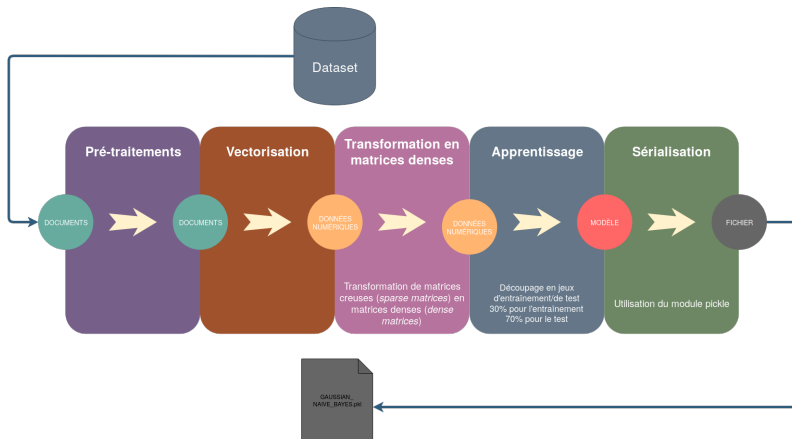 Dataset
Pré-traitements
Vectorisation
Transformation en
matrices denses
Apprentissage
Sérialisation
DOCUMENTS
DOCUMENTS
DONNÉES
NUMÉRIQUES
DONNÉES
NUMÉRIQUES
MODÈLE
FICHIER
Transformation de matrices
creuses (sparse matrices) en
matrices denses (dense
matrices)
Découpage en jeux
d'entraînement/de test
30% pour l'entraînement
70% pour le test
Utilisation du module pickle
GAUSSIAN_
NAIVE_BAYES.pkl